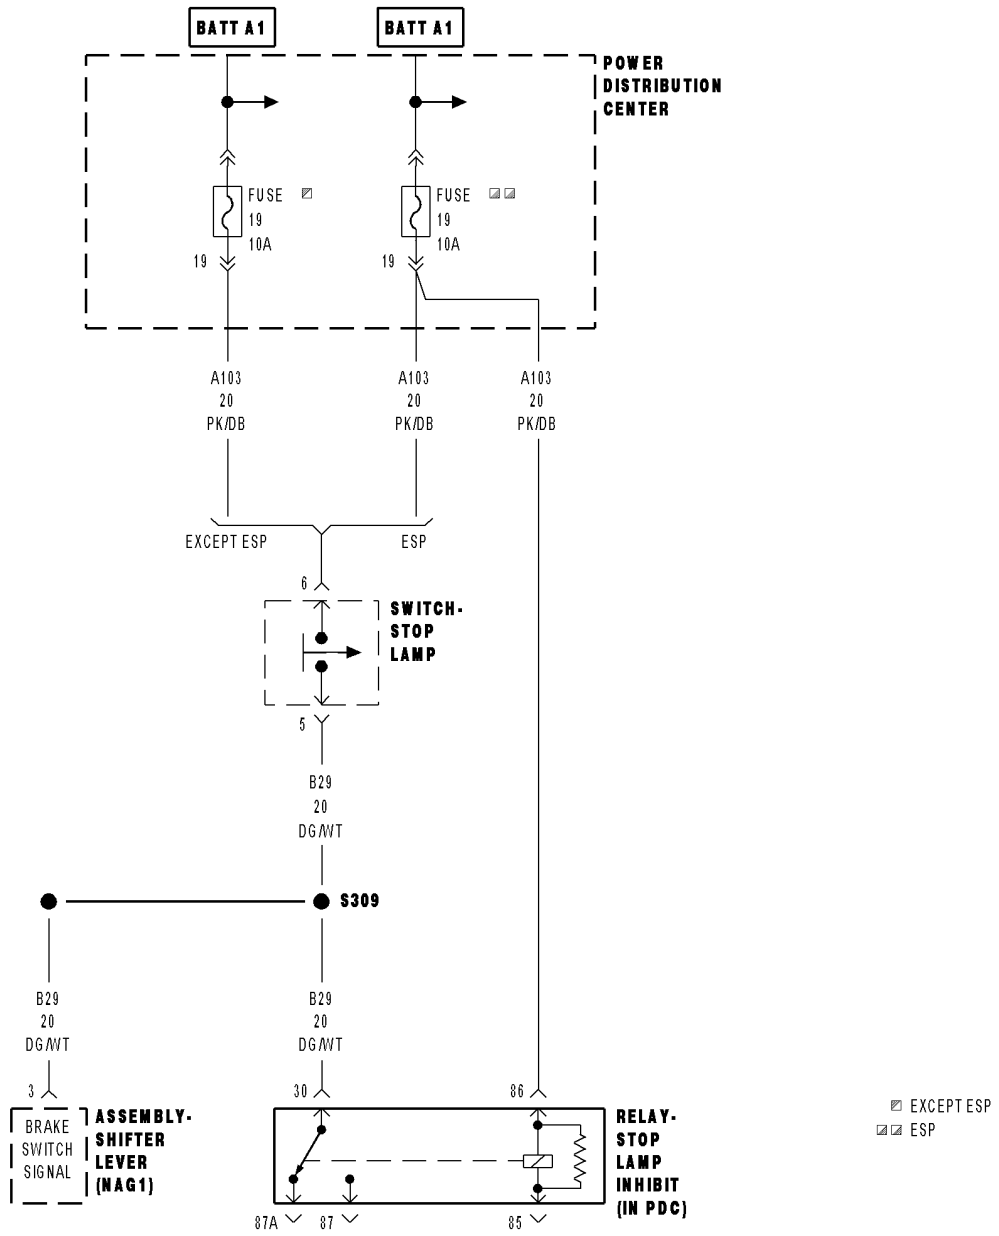 BATT A1
BATT A1
POWER
DISTRIBUTION
CENTER
FUSE
19
10A
FUSE
19
10A
19
19
A103
20
PK/DB
A103
20
PK/DB
A103
20
PK/DB
EXCEPT ESP
ESP
6
SWITCH-
STOP
LAMP
5
B29
20
DG/WT
S309
B29
20
DG/WT
B29
20
DG/WT
3
30
86
BRAKE
SWITCH
SIGNAL
ASSEMBLY-
SHIFTER
LEVER
(NAG1)
RELAY-
STOP
LAMP
INHIBIT
(IN PDC)
87A
87
85
EXCEPT ESP
ESP